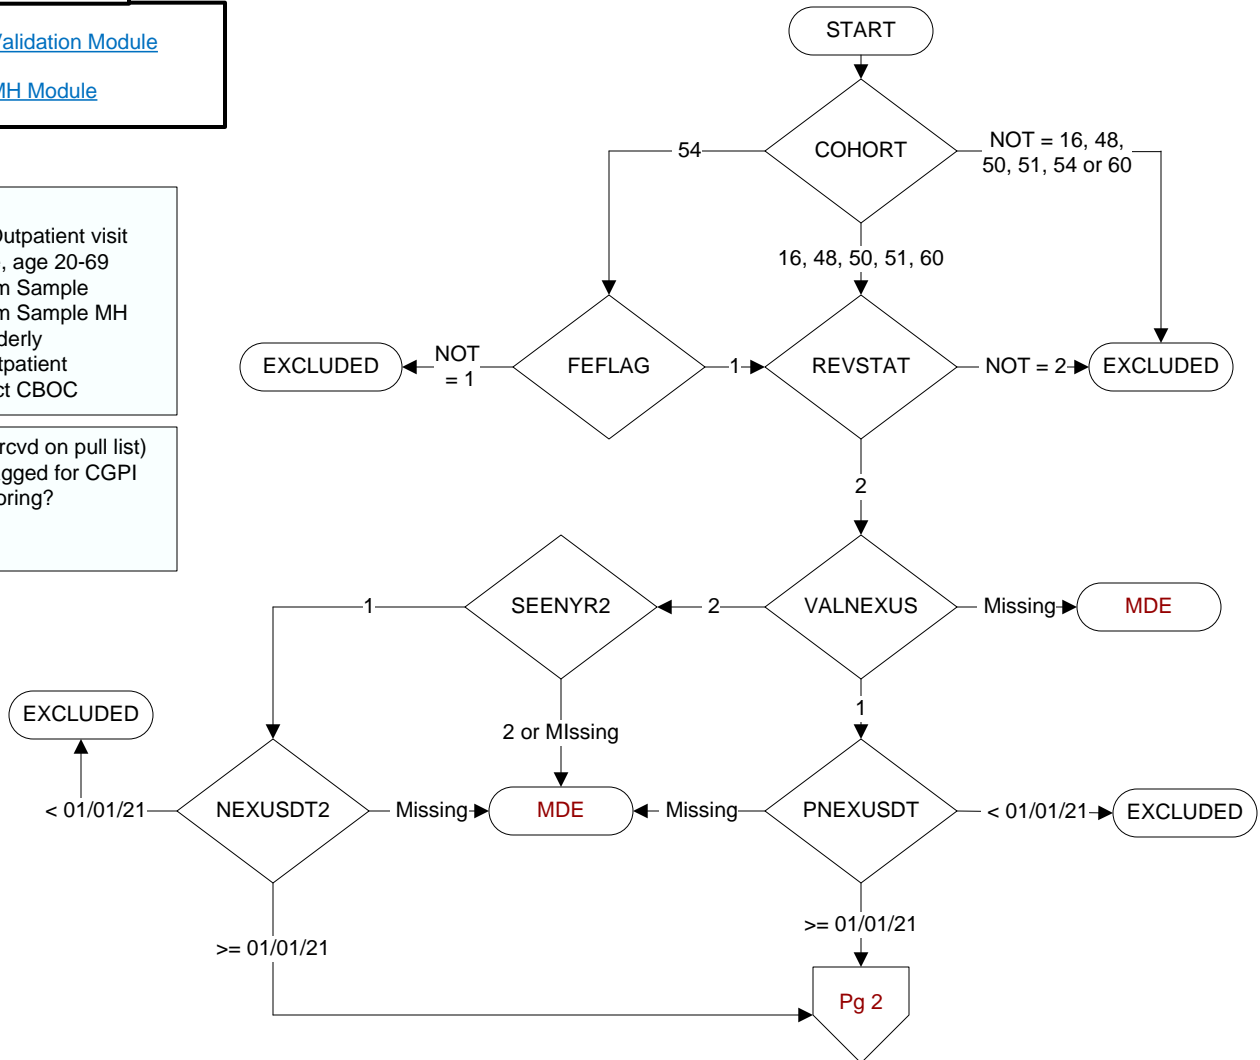 Validation Module
MH Module
Outpatient visit
, age 20-69
m Sample
m Sample MH
derly
tpatient
ct CBOC
rcvd on pull list)
gged for CGPI
oring?
START
COHORT
54
NOT = 16, 48,
50, 51, 54 or 60
16, 48, 50, 51, 60
EXCLUDED
NOT
= 1
FEFLAG
1
REVSTAT
NOT = 2
EXCLUDED
2
1
SEENYR2
2
VALNEXUS
Missing
MDE
EXCLUDED
2 or MIssing
1
< 01/01/21
NEXUSDT2
Missing
MDE
Missing
PNEXUSDT
< 01/01/21
EXCLUDED
>= 01/01/21
>= 01/01/21
Pg 2